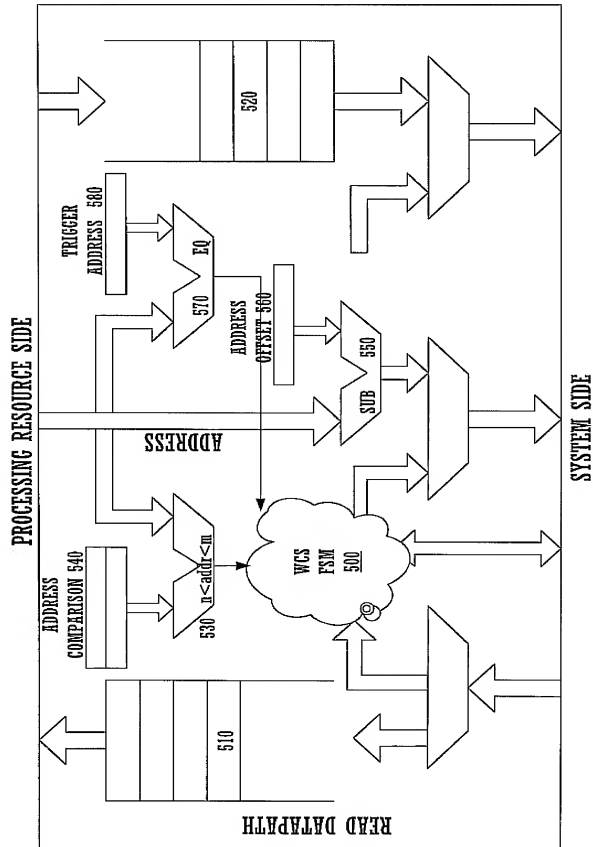 PROCESSING RESOURCE SIDE
520
TRIGGER
ADDRESS 580
EQ
570
ADDRESS
OFFSET 560
550
SUB
ADDRESS
ADDRESS
COMPARISON 540
n<addr<m
530
WCS
FSM
500
510
READ DATAPATH
SYSTEM SIDE